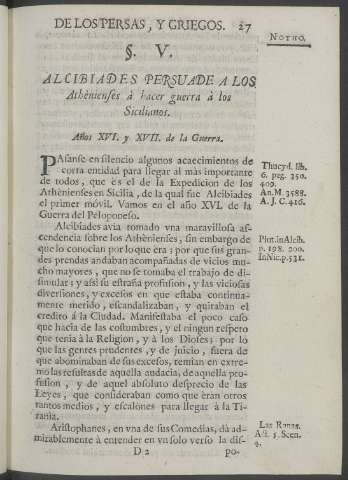 DE LOS PERSAS, Y GRIEGOS. 27
NOTHO.
§. V.
ALCIBIADES PERSUADE A LOS
Athènienses à hacer guerra à los
Sicilianos.
Años XVI. y XVII. de la Guerra.
PAsanse en silencio algunos acaecimientos de
corta entidad para llegar al mas importante
de todos, que es el de la Expedicion de los
Athènienses en Sicilia, de la qual fue Alcibiades
el primer móvil. Vamos en el año XVI. de la
Guerra del Peloponeso.
Thucyd. lib.
6. pag. 350.
409.
An.M. 3588.
A. J. C. 416.
Alcibiades avia tomado vna maravillosa as-
cendencia sobre los Athènienses, sin embargo de
que lo conocian por lo que era; por que sus gran-
des prendas andaban acompañadas de vicios mu-
cho mayores, que no se tomaba el trabajo de di-
simular; y asi su estraña profusion, y las viciosas
diversiones, y excesos en que estaba continua-
mente merido, escandalizaban, y quitaban el
credito à la Ciudad. Manifestaba el poco caso
que hacia de las costumbres, y el ningun respeto
que tenia à la Religion, y à los Dioses; por lo
que las gentes prudentes, y de juicio, fuera de
que abominaban de sus excesos, temian en extre-
mo las resultas de aquella audacia, de aquella pro-
fusion, y de aquel absoluto desprecio de las
Leyes, que consideraban como que eran otros
tantos medios, y escalones para llegar à la Ti-
rania.
Plut.in Alcib.
p. 198. 200.
In Nic.p.531.
Aristophanes, en vna de sus Comedias, dà ad-
mirablemente à entender en vn solo verso la dis-
Las Ranas.
Act. 5. Scen.
4.
D 2
po-